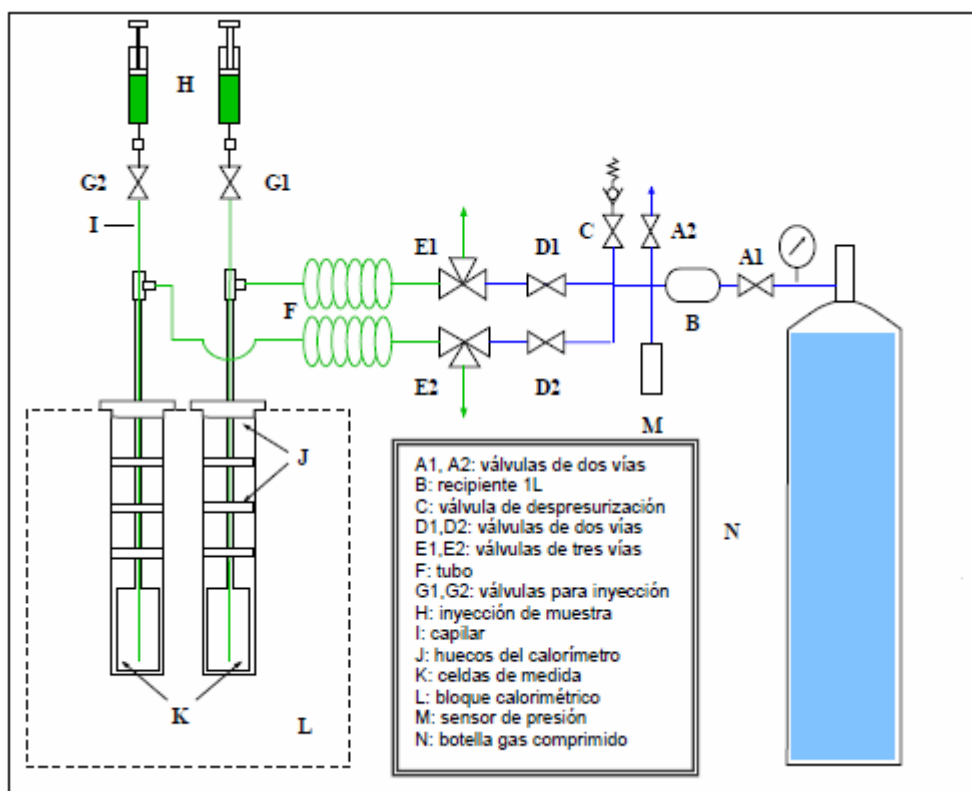 H
G2
G1
I
E1
D1
C
A2
A1
F
B
E2
D2
M
J
A1, A2: válvulas de dos vías
B: recipiente 1L
C: válvula de despresurización
D1,D2: válvulas de dos vías
E1,E2: válvulas de tres vías
F: tubo
G1,G2: válvulas para inyección
H: inyección de muestra
I: capilar
J: huecos del calorímetro
K: celdas de medida
L: bloque calorimétrico
M: sensor de presión
N: botella gas comprimido
N
K
L